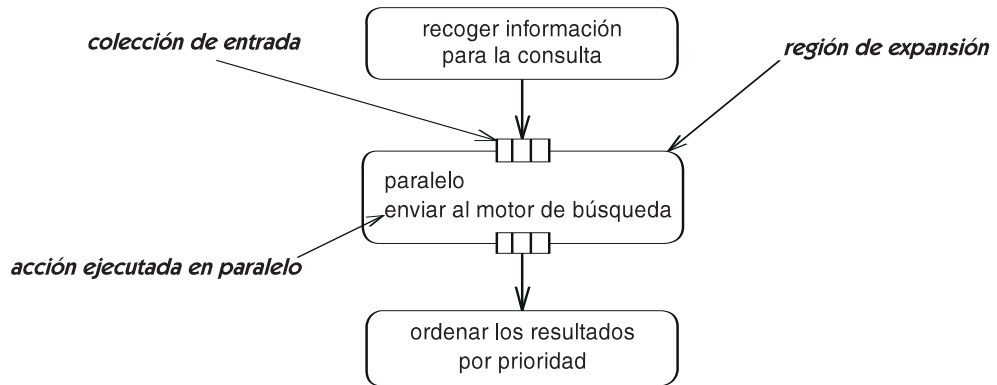 recoger información
para la consulta
colección de entrada
región de expansión
paralelo
enviar al motor de búsqueda
acción ejecutada en paralelo
ordenar los resultados
por prioridad